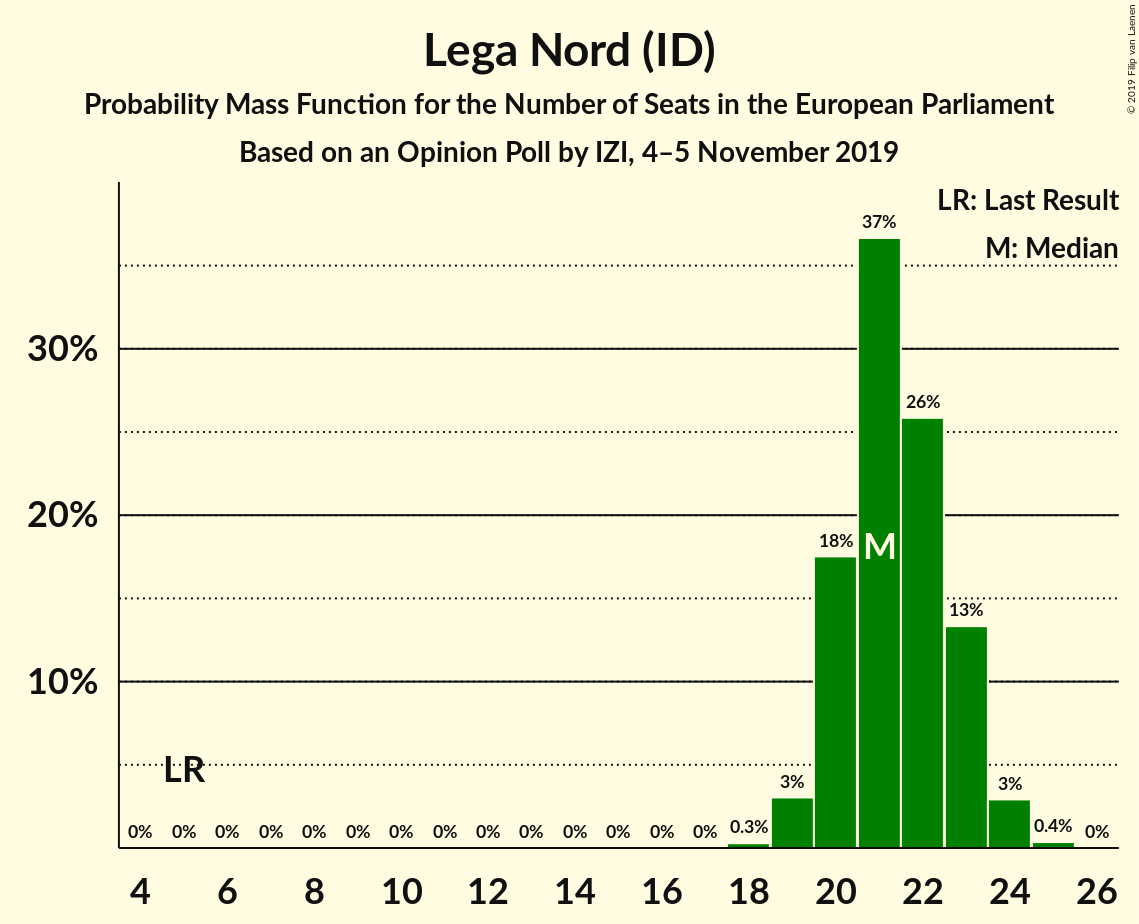 Lega Nord (ID)
Probability Mass Function for the Number of Seats in the European Parliament
Based on an Opinion Poll by IZI, 4–5 November 2019
© 2019 Filip van Laenen
LR: Last Result
M: Median
37%
30%
26%
20%
18%
M
13%
10%
LR
3%
3%
0% 0% 0% 0% 0% 0% 0% 0% 0% 0% 0% 0% 0% 0% 0.3% 0.4% 0%
4 6 8 10 12 14 16 18 20 22 24 26